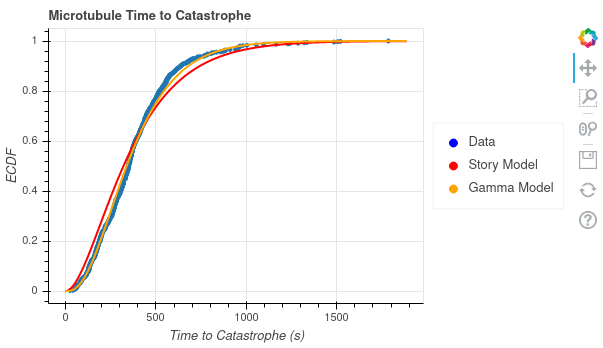 Microtubule Time to Catastrophe
1
0.8
0.6
0.4
0.2
0
ECDF
0 500 1000 1500
Time to Catastrophe (s)
Data
Story Model
Gamma Model